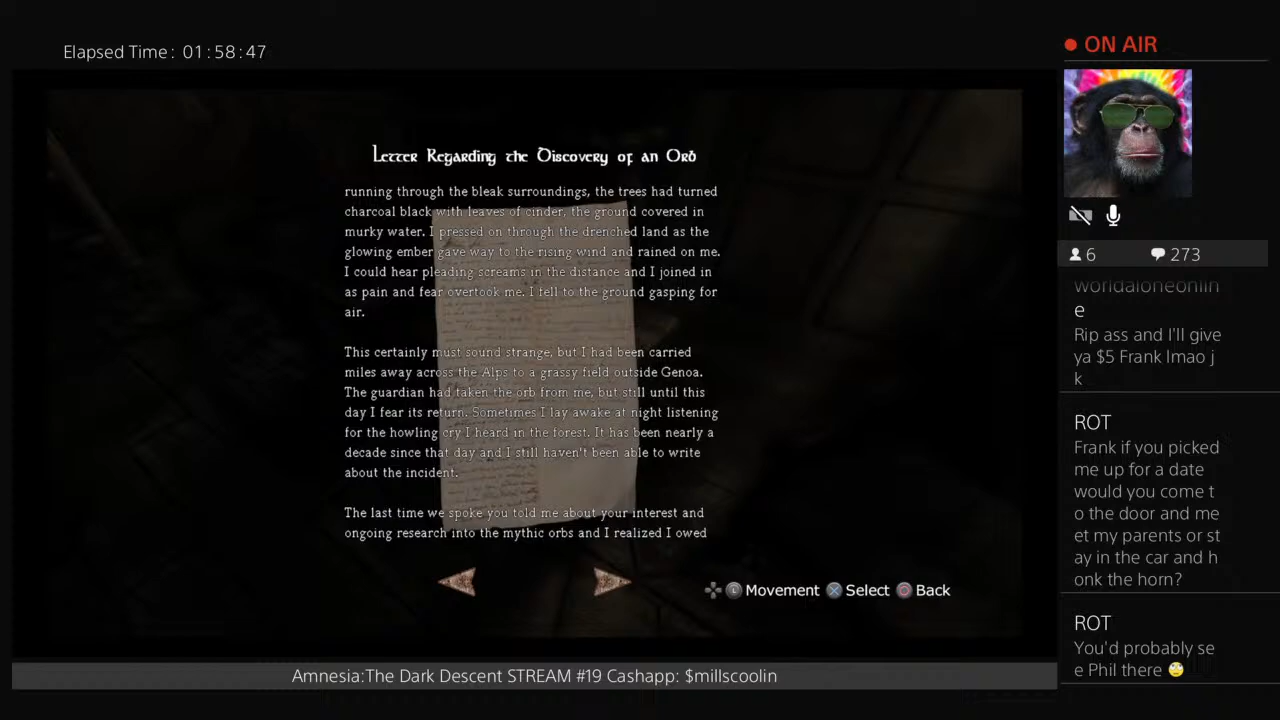 Elapsed Time: 01:58:47
Letter Regarding the Discovery of an Orb
running through the bleak surroundings, the trees had turned
charcoal black with leaves of cinder, the ground covered in
murky water. I pressed on through the drenched land as the
glowing ember gave way to the rising wind and rained on me.
I could hear pleading screams in the distance and I joined in
as pain and fear overtook me. I fell to the ground gasping for
air.
This certainly must sound strange, but I had been carried
miles away across the Alps to a grassy field outside Genoa.
The guardian had taken the orb from me, but still until this
day I fear its return. Sometimes I lay awake at night listening
for the howling cry I heard in the forest. It has been nearly a
decade since that day and I still haven't been able to write
about the incident.
The last time we spoke you told me about your interest and
ongoing research into the mythic orbs and I realized I owed
Movement Select Back
Amnesia:The Dark Descent STREAM #19 Cashapp: $millscoolin
ON AIR
6 273
worldaloneonlin
e
Rip ass and I'll give
ya $5 Frank lmao j
k
ROT
Frank if you picked
me up for a date
would you come t
o the door and me
et my parents or st
ay in the car and h
onk the horn?
ROT
You'd probably se
e Phil there 🙄